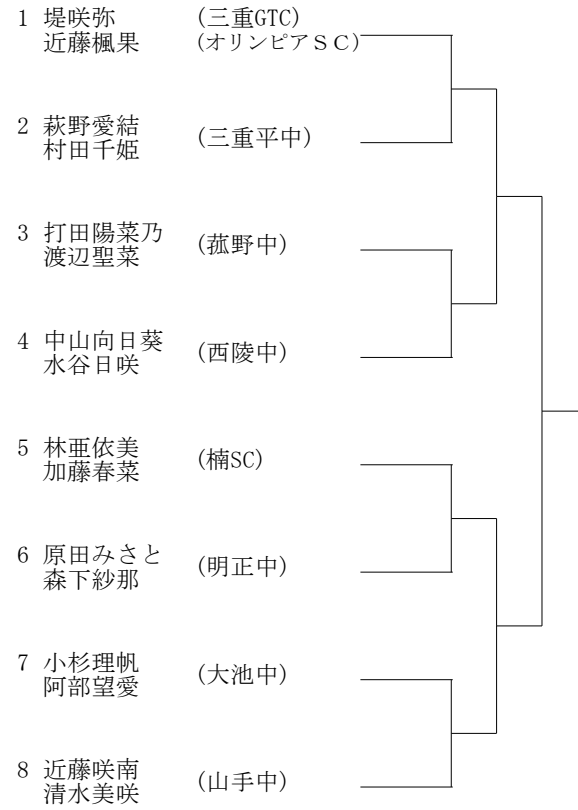 1 堤咲弥 (三重GTC)
近藤楓果 (オリンピアＳＣ)
2 萩野愛結
村田千姫 (三重平中)
3 打田陽菜乃
渡辺聖菜 (菰野中)
4 中山向日葵
水谷日咲 (西陵中)
5 林亜依美
加藤春菜 (楠SC)
6 原田みさと
森下紗那 (明正中)
7 小杉理帆
阿部望愛 (大池中)
8 近藤咲南
清水美咲 (山手中)